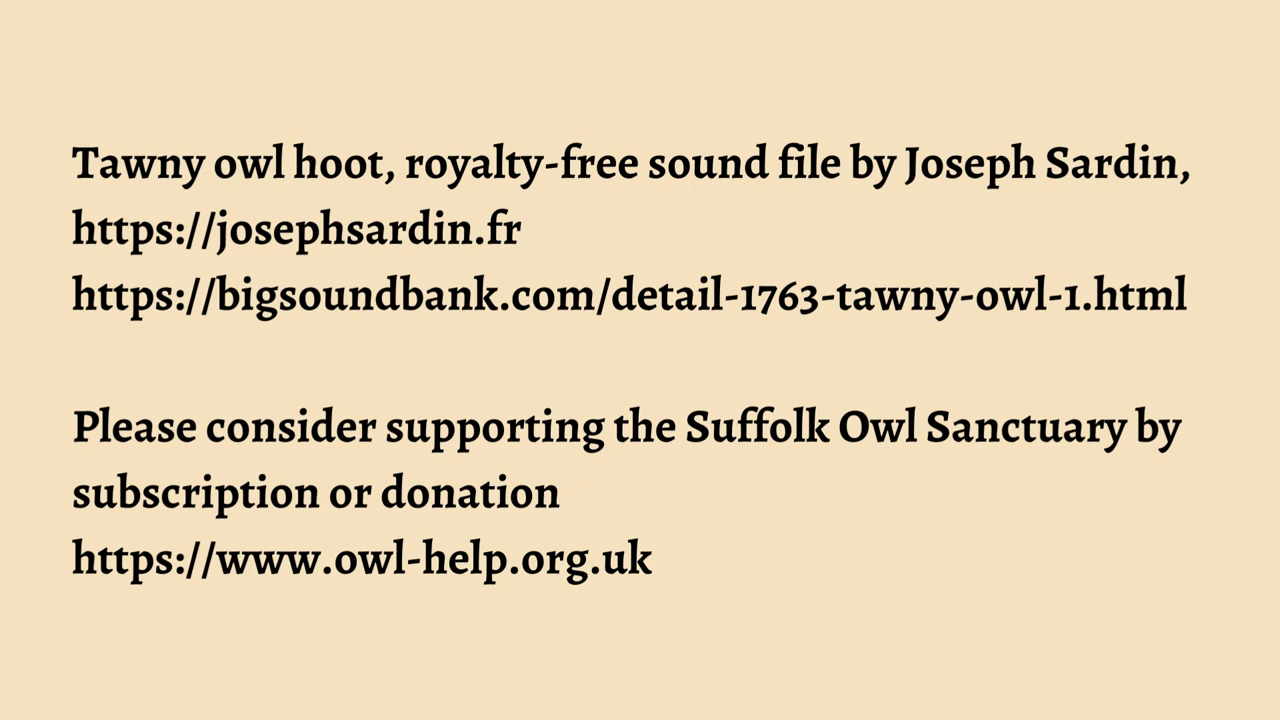 Tawny owl hoot, royalty-free sound file by Joseph Sardin,
https://josephsardin.fr
https://bigsoundbank.com/detail-1763-tawny-owl-1.html
Please consider supporting the Suffolk Owl Sanctuary by
subscription or donation
https://www.owl-help.org.uk